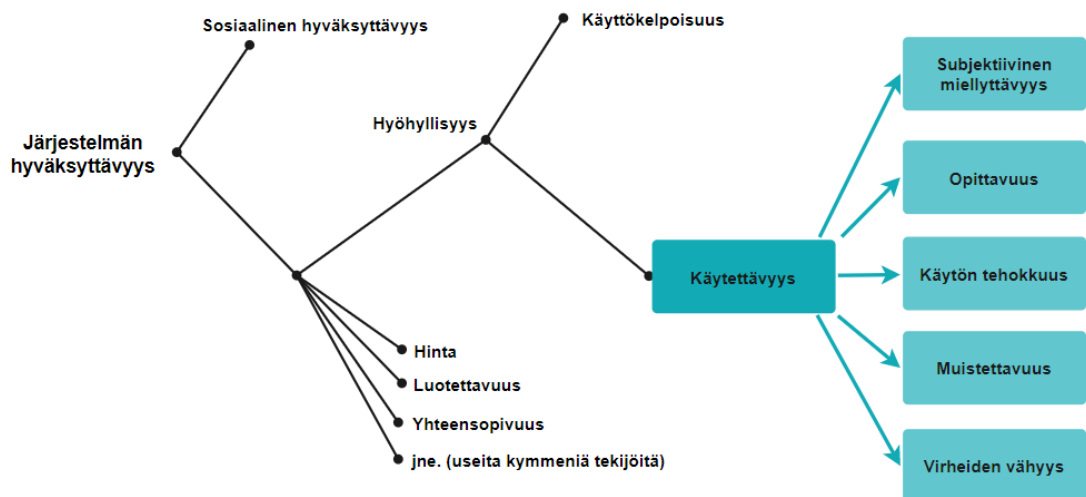 Sosiaalinen hyväksyttävyys
Käyttökelpoisuus
Järjestelmän
hyväksyttävyys
Hyöhyllisyys
Subjektiivinen
miellyttävyys
Opittavuus
Käytettävyys
Käytön tehokkuus
Hinta
Luotettavuus
Muistettavuus
Yhteensopivuus
jne. (useita kymmeniä tekijöitä)
Virheiden vähyys